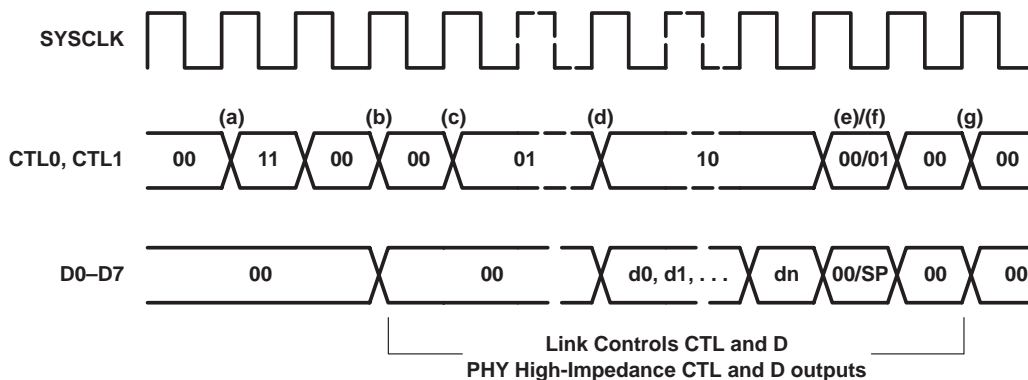 SYSCLK
(a) (b) (c) (d) (e)/(f) (g)
CTL0, CTL1 00 11 00 00 01 10 00/01 00 00
D0–D7 00 00 d0, d1, . . . dn 00/SP 00 00
Link Controls CTL and D
PHY High-Impedance CTL and D outputs